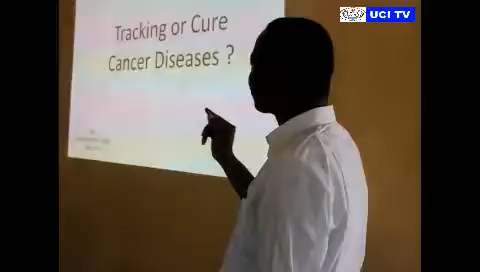 UCI TV
Tracking or Cure
Cancer Diseases ?